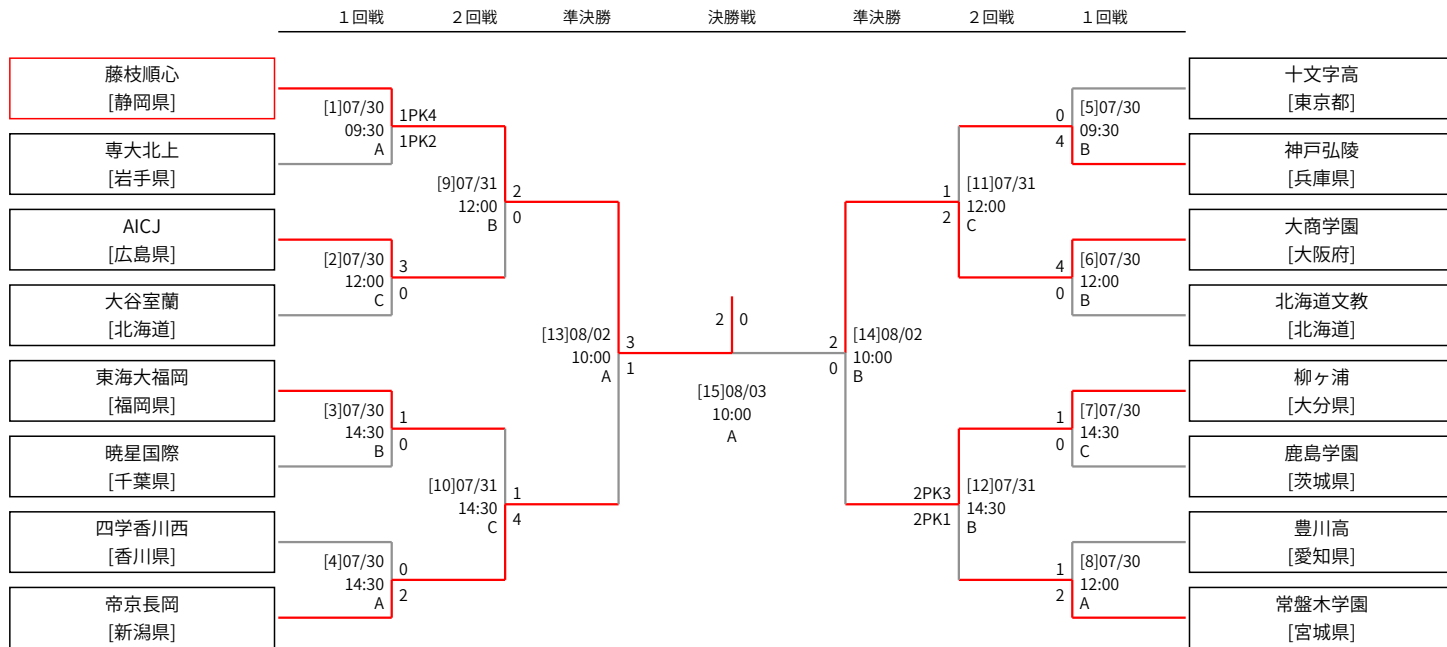 １回戦
２回戦
準決勝
決勝戦
準決勝
２回戦
１回戦
藤枝順心
[静岡県]
専大北上
[岩手県]
AICJ
[広島県]
大谷室蘭
[北海道]
東海大福岡
[福岡県]
暁星国際
[千葉県]
四学香川西
[香川県]
帝京長岡
[新潟県]
[1]07/30
09:30
A
1PK4
1PK2
[2]07/30
12:00
C
3
0
[3]07/30
14:30
B
1
0
[4]07/30
14:30
A
0
2
[9]07/31
12:00
B
2
0
[10]07/31
14:30
C
1
4
[13]08/02
10:00
A
3
1
2
0
[15]08/03
10:00
A
2
0
[14]08/02
10:00
B
1
2
[11]07/31
12:00
C
2PK3
2PK1
[12]07/31
14:30
B
0
4
[5]07/30
09:30
B
4
0
[6]07/30
12:00
B
1
0
[7]07/30
14:30
C
1
2
[8]07/30
12:00
A
十文字高
[東京都]
神戸弘陵
[兵庫県]
大商学園
[大阪府]
北海道文教
[北海道]
柳ヶ浦
[大分県]
鹿島学園
[茨城県]
豊川高
[愛知県]
常盤木学園
[宮城県]